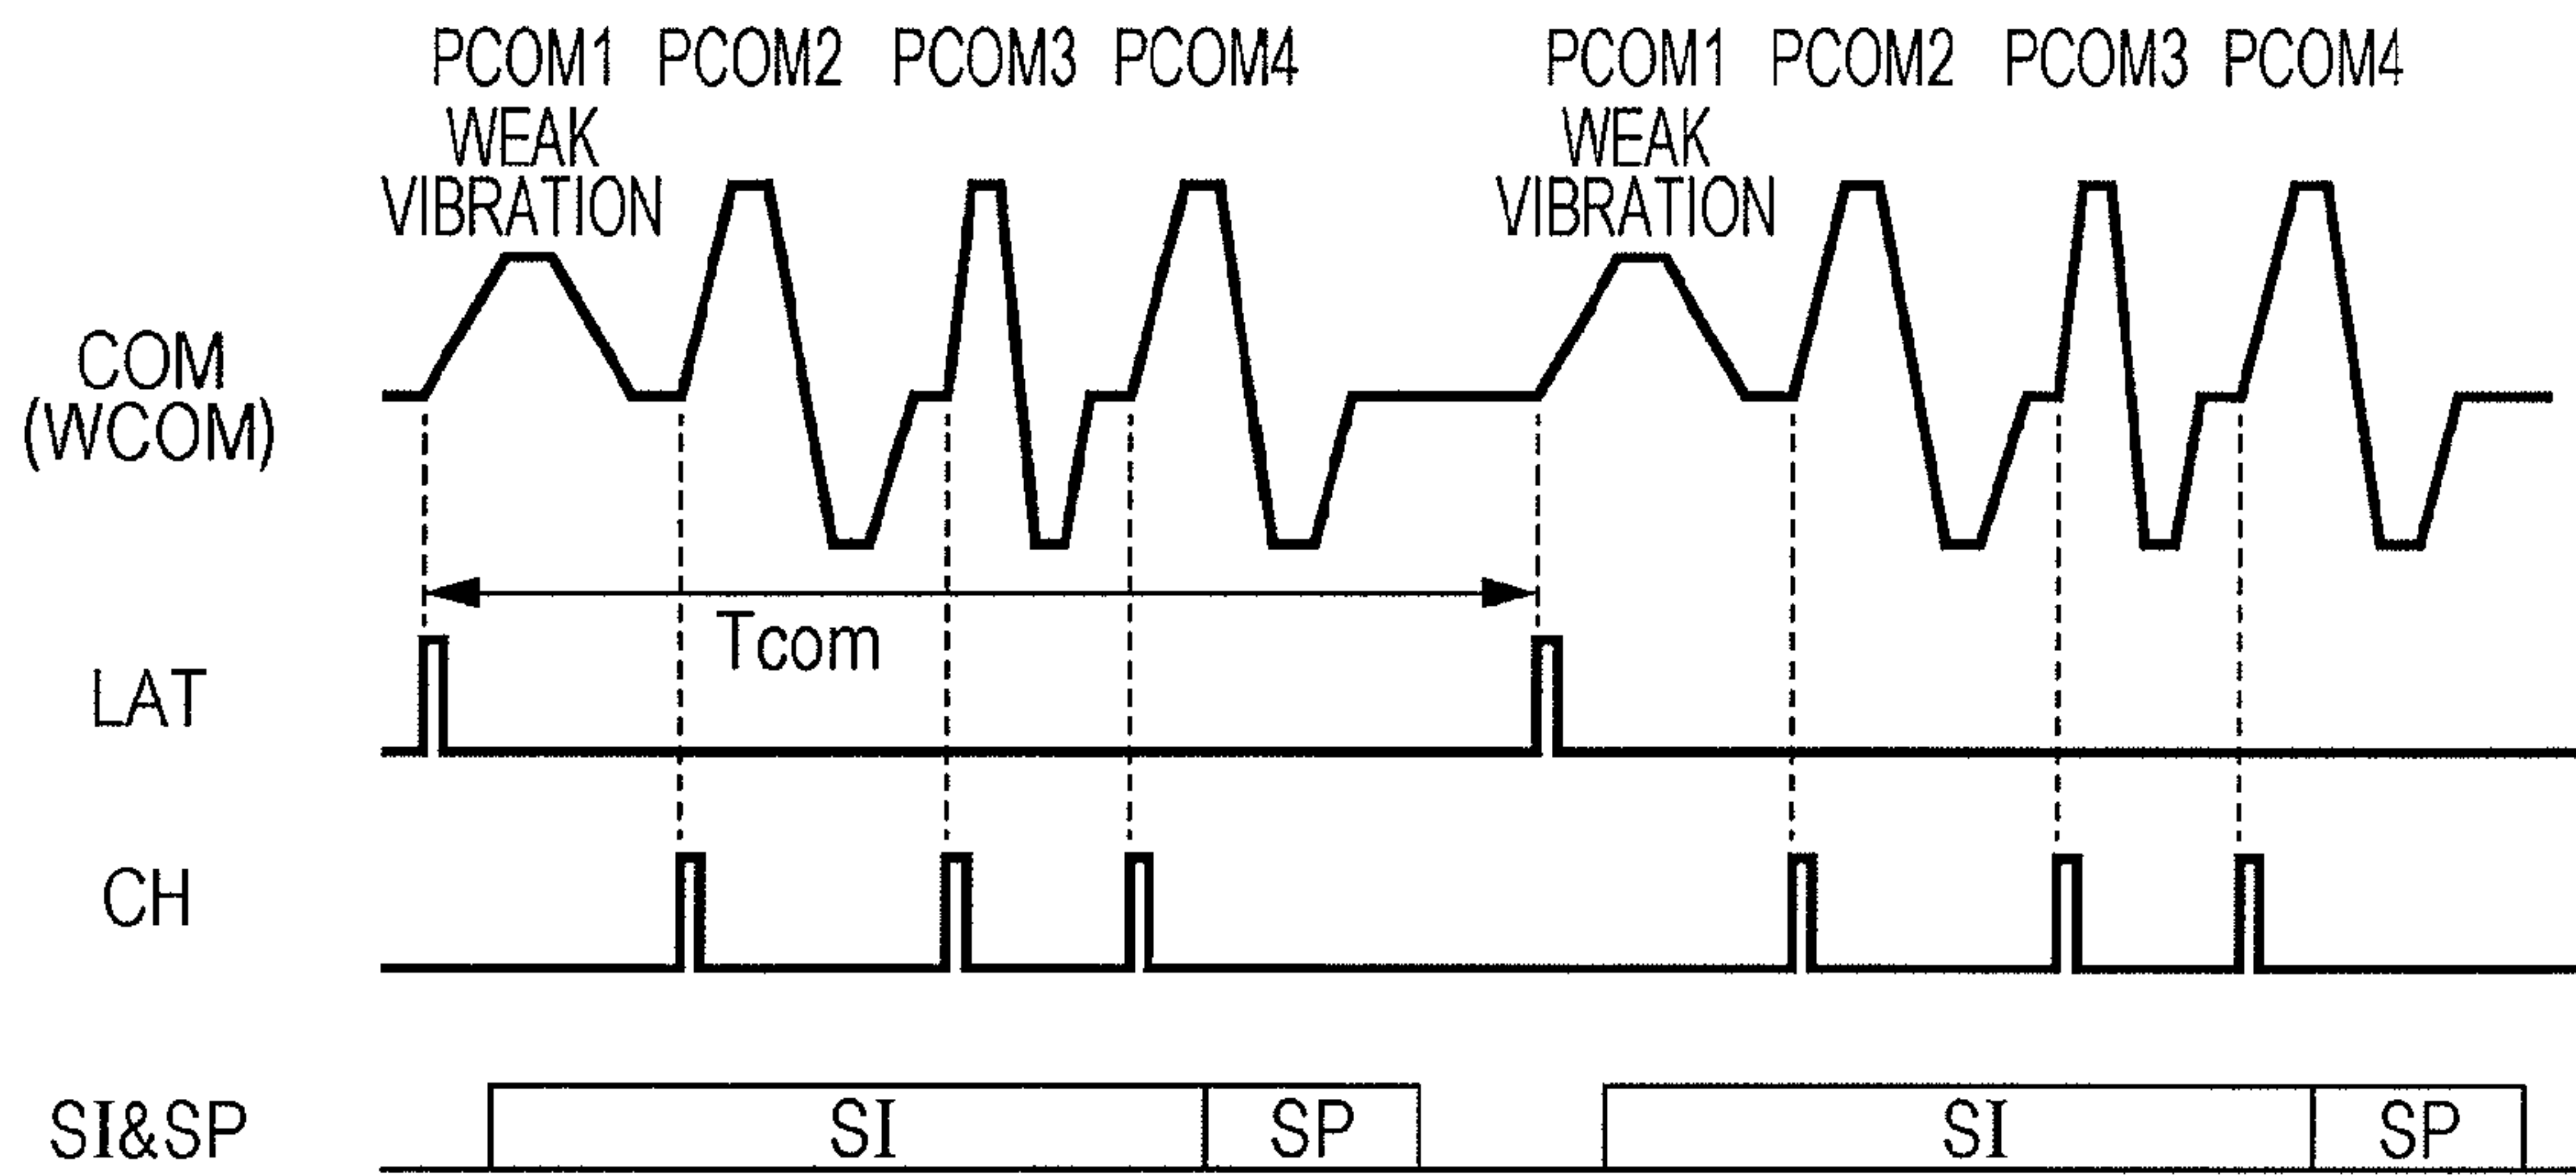 PCOM1 PCOM2 PCOM3 PCOM4 PCOM1 PCOM2 PCOM3 PCOM4
WEAK WEAK
VIBRATION VIBRATION
COM
(WCOM)
Tcom
LAT
CH
SI&SP SI SP SI SP